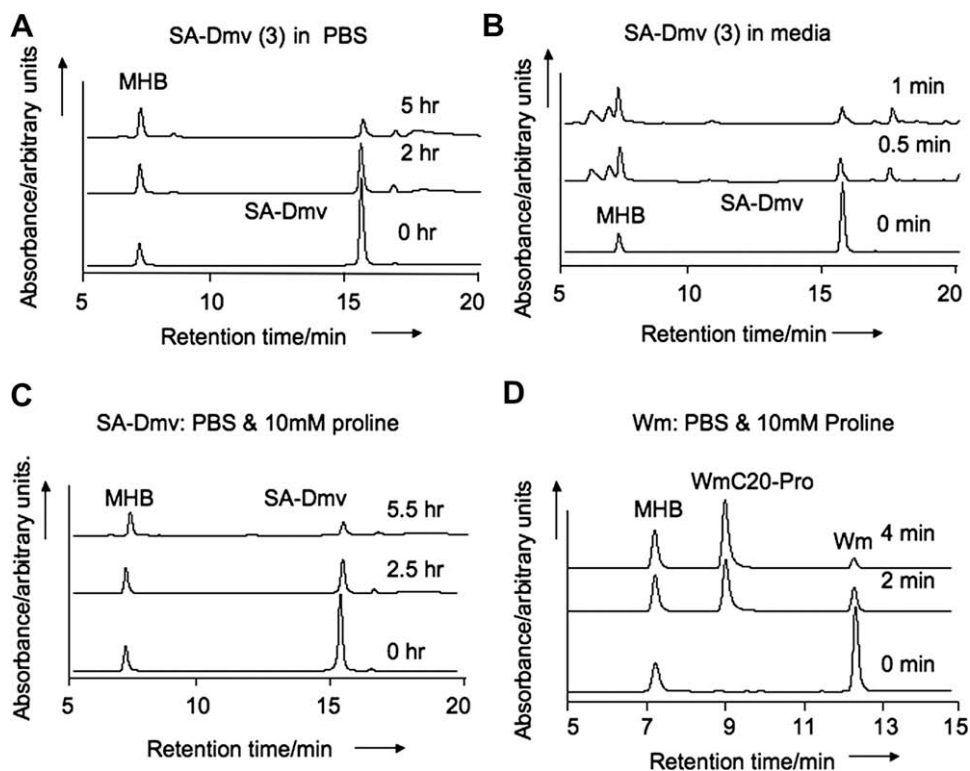 A
SA-Dmv (3) in PBS
Absorbance/arbitrary units
MHB
5 hr
2 hr
SA-Dmv
0 hr
5 10 15 20
Retention time/min
B
SA-Dmv (3) in media
Absorbance/arbitrary units
1 min
0.5 min
MHB
SA-Dmv
0 min
5 10 15 20
Retention time/min
C
SA-Dmv: PBS & 10mM proline
Absorbance/arbitrary units.
MHB
SA-Dmv
5.5 hr
2.5 hr
0 hr
5 10 15 20
Retention time/min
D
Wm: PBS & 10mM Proline
Absorbance/arbitrary units
WmC20-Pro
MHB
Wm
4 min
2 min
0 min
5 7 9 11 13 15
Retention time/min